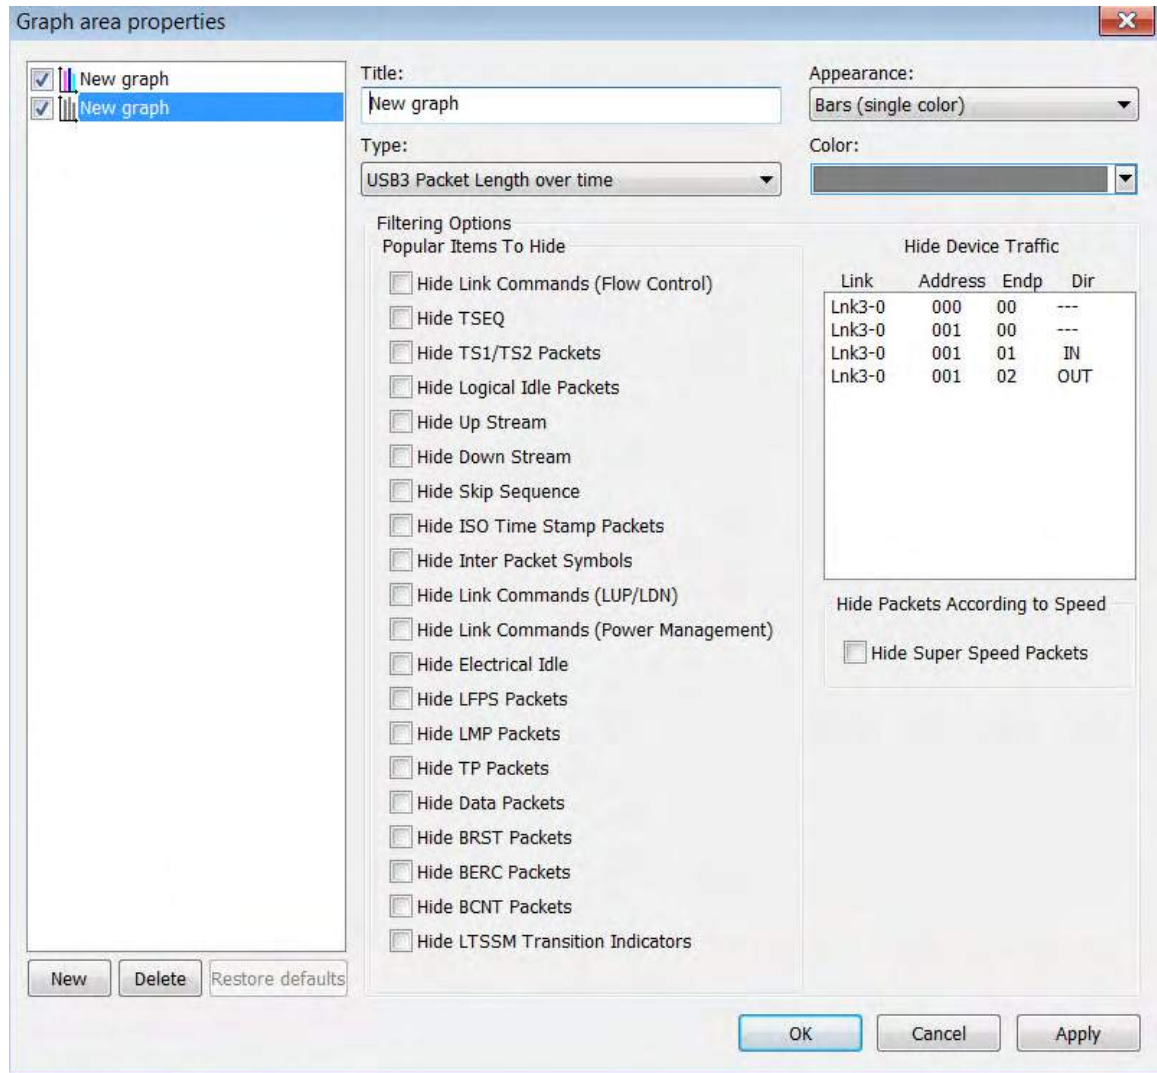 Graph area properties
New graph
New graph
Title:
New graph
Type:
USB3 Packet Length over time
Appearance:
Bars (single color)
Color:
Filtering Options
Popular Items To Hide
Hide Link Commands (Flow Control)
Hide TSEQ
Hide TS1/TS2 Packets
Hide Logical Idle Packets
Hide Up Stream
Hide Down Stream
Hide Skip Sequence
Hide ISO Time Stamp Packets
Hide Inter Packet Symbols
Hide Link Commands (LUP/LDN)
Hide Link Commands (Power Management)
Hide Electrical Idle
Hide LFPS Packets
Hide LMP Packets
Hide TP Packets
Hide Data Packets
Hide BRST Packets
Hide BERC Packets
Hide BCNT Packets
Hide LTSSM Transition Indicators
Hide Device Traffic
Link Address Endp Dir
Lnk3-0 000 00 ---
Lnk3-0 001 00 ---
Lnk3-0 001 01 IN
Lnk3-0 001 02 OUT
Hide Packets According to Speed
Hide Super Speed Packets
New Delete Restore defaults
OK Cancel Apply